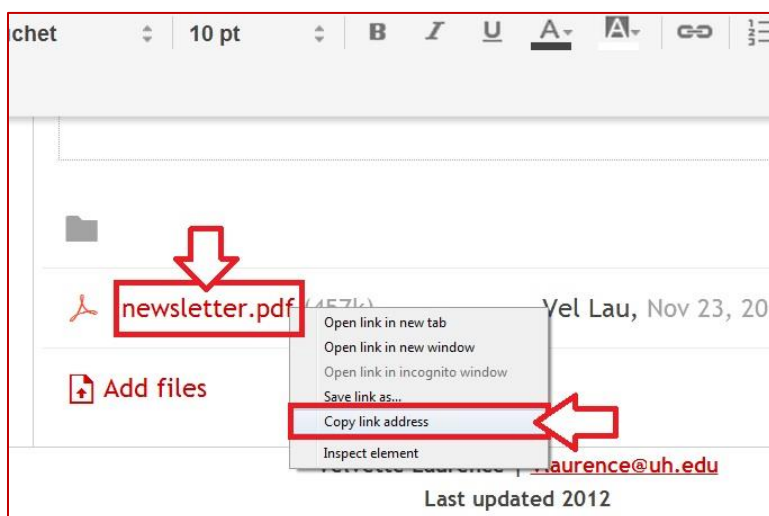 chet 10 pt B I U A A
newsletter.pdf (457k) Vel Lau, Nov 23, 20
Open link in new tab
Open link in new window
Open link in incognito window
Save link as...
Add files
Copy link address
Inspect element
Velvette Laurence | vlaurence@uh.edu
Last updated 2012